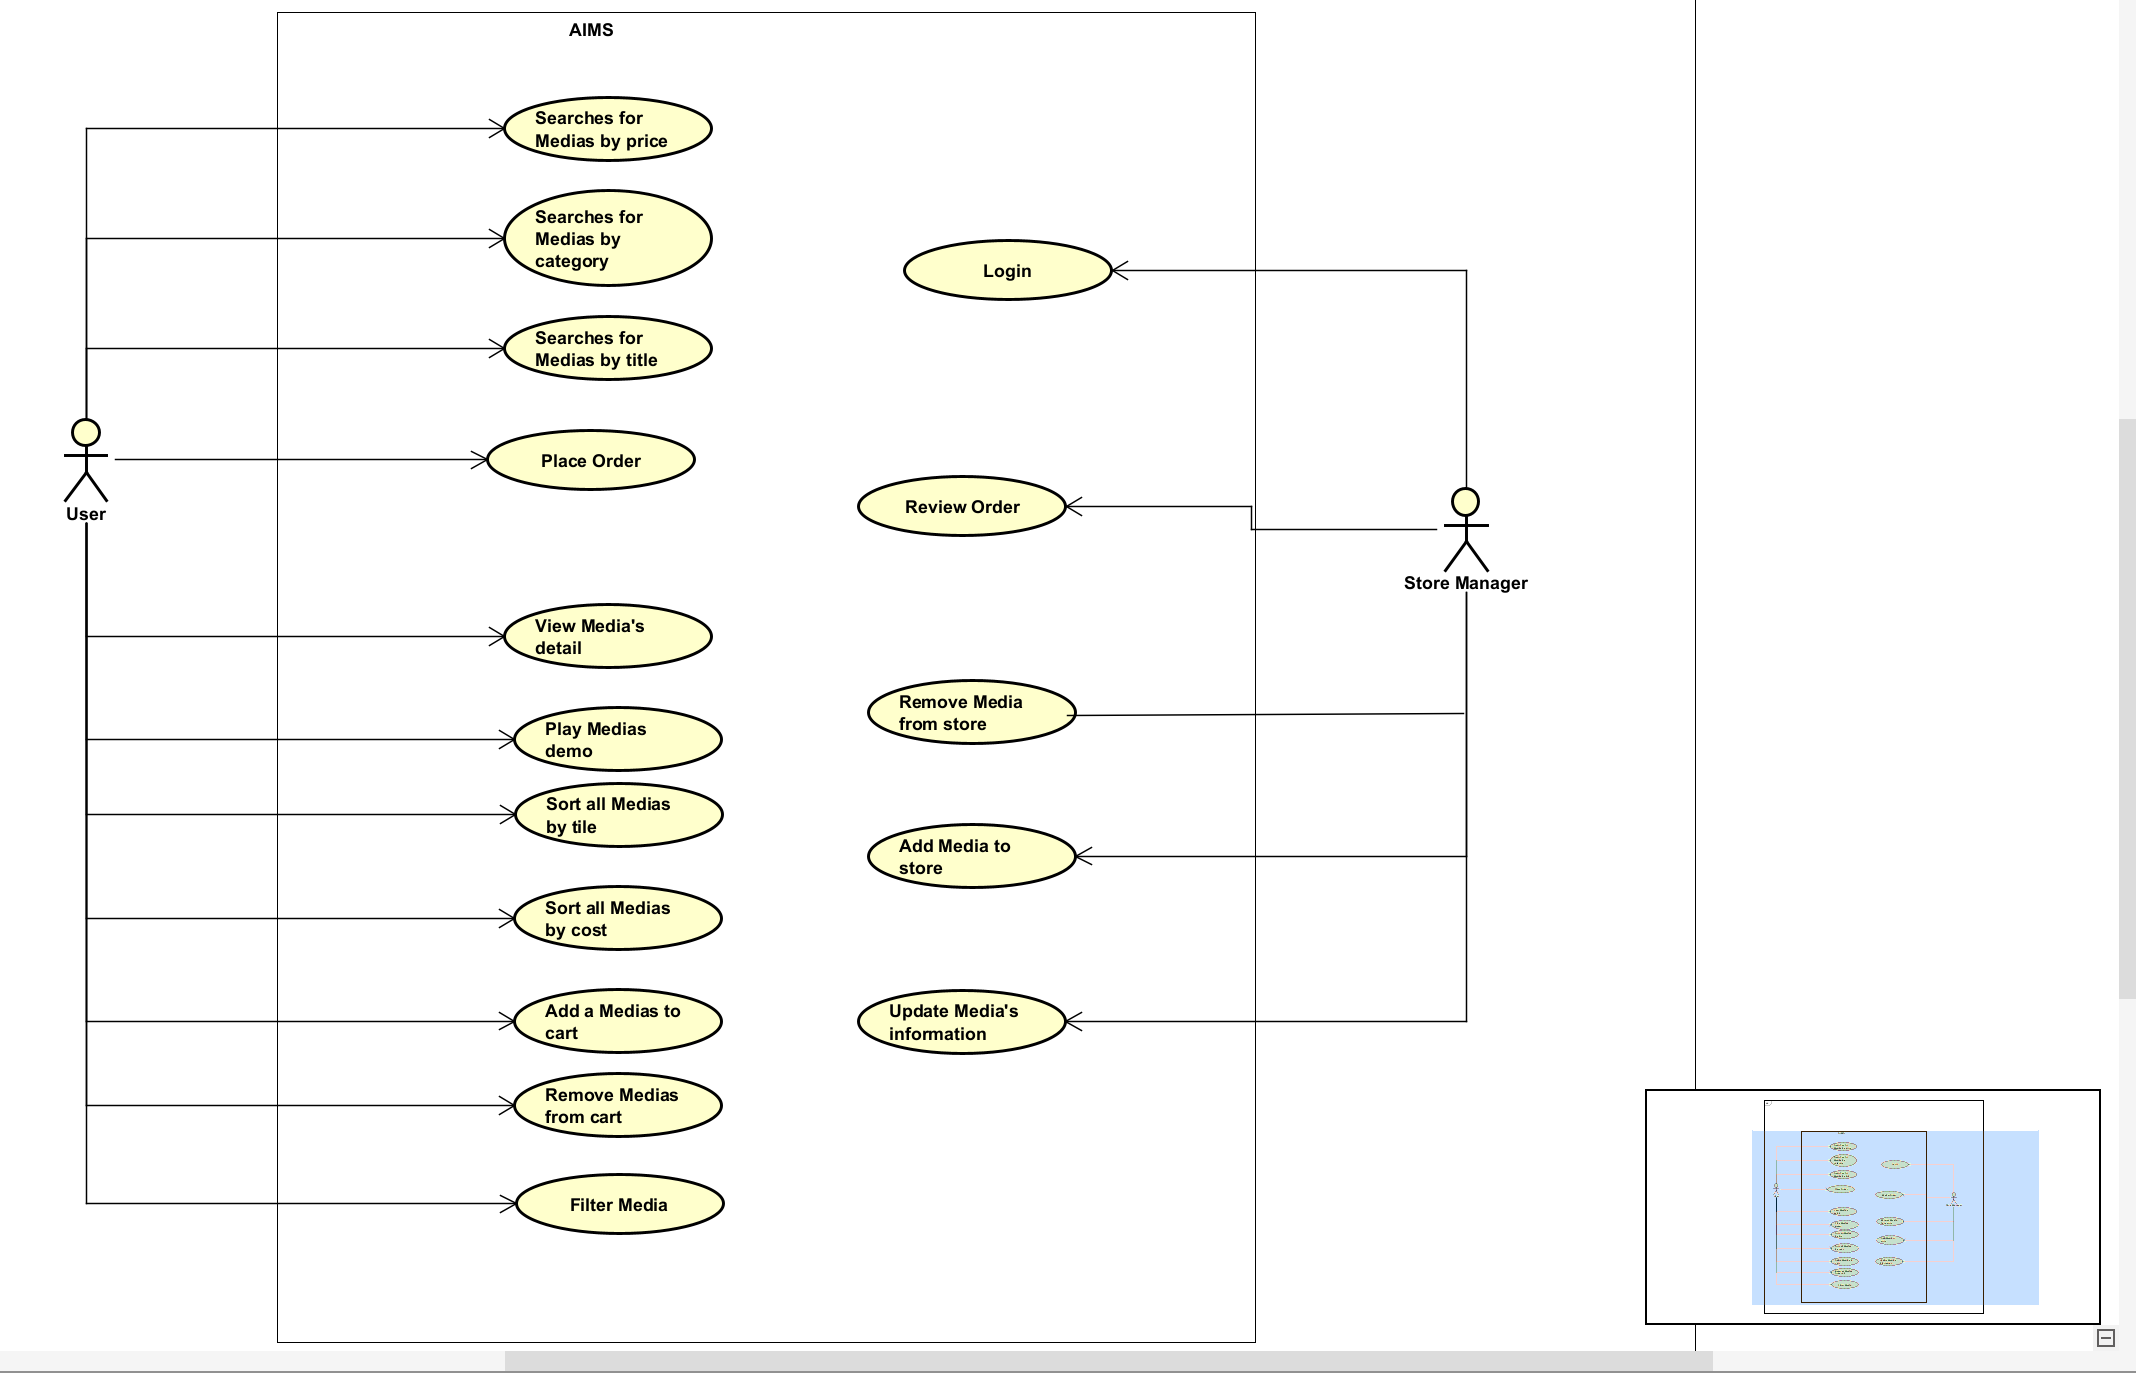 AIMS
Searches for
Medias by price
Searches for
Medias by
category
Login
Searches for
Medias by title
Place Order
Review Order
User
Store Manager
View Media's
detail
Remove Media
from store
Play Medias
demo
Sort all Medias
by tile
Add Media to
store
Sort all Medias
by cost
Add a Medias to
cart
Update Media's
information
Remove Medias
from cart
Filter Media